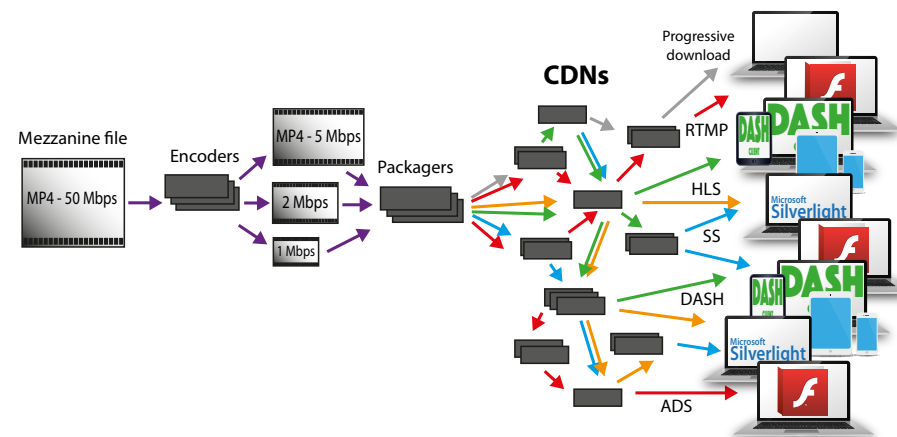 Mezzanine file
MP4 - 50 Mbps
Encoders
MP4 - 5 Mbps
2 Mbps
1 Mbps
Packagers
CDNs
Progressive
download
RTMP
HLS
SS
DASH
ADS
DASH
CLIENT
DASH
Microsoft
Silverlight
DASH
CLIENT
DASH
Microsoft
Silverlight